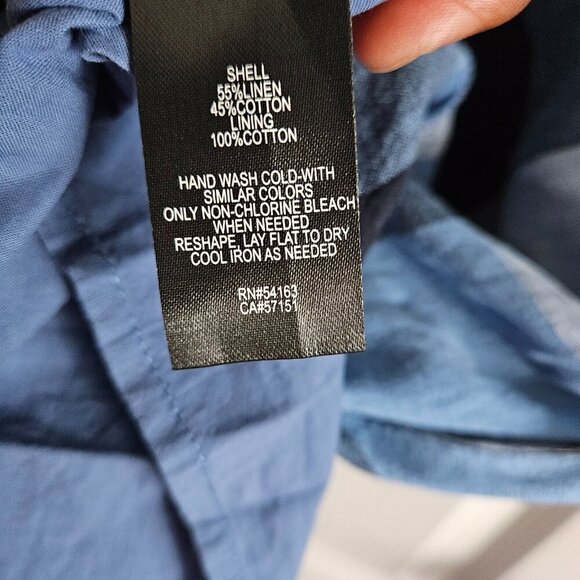 SHELL
55%LINEN
45%COTTON
LINING
100%COTTON
HAND WASH COLD-WITH
SIMILAR COLORS
ONLY NON-CHLORINE BLEACH
WHEN NEEDED
RESHAPE, LAY FLAT TO DRY
COOL IRON AS NEEDED
RN#54163
CA#57151